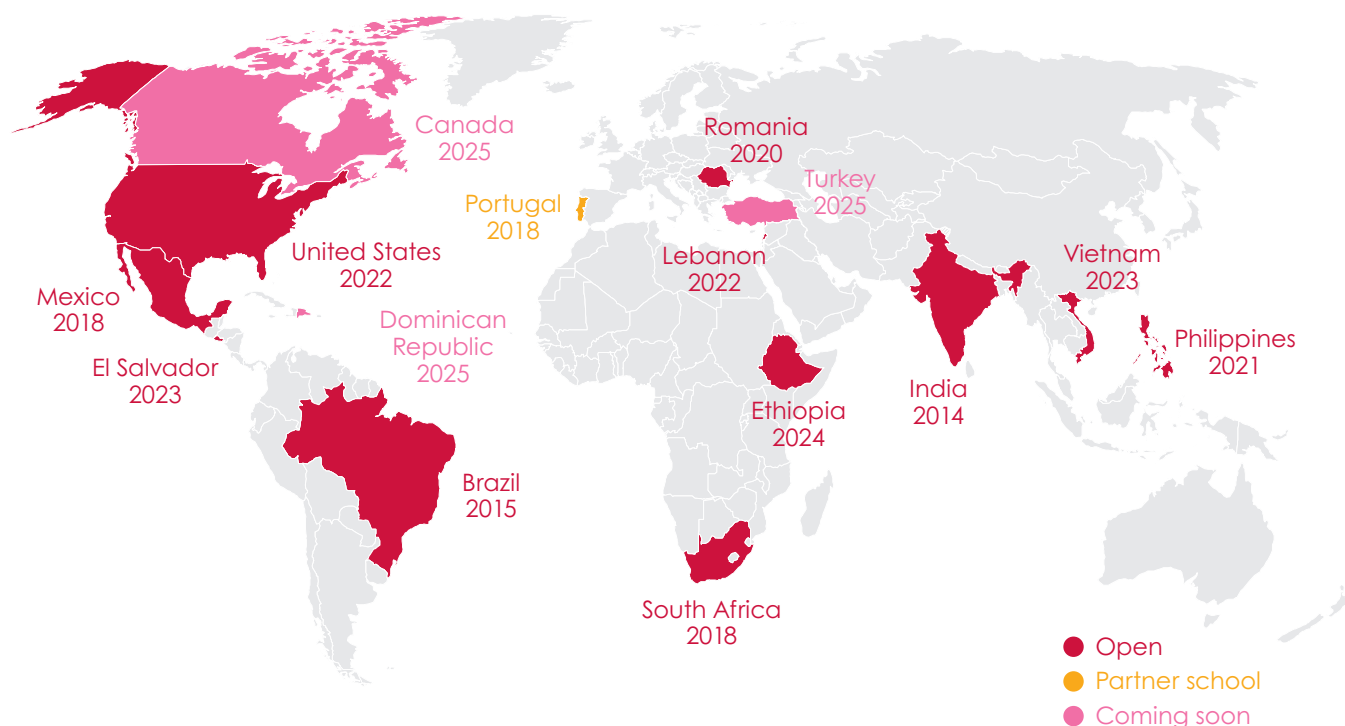 Canada
2025
Romania
2020
Turkey
2025
Portugal
2018
United States
2022
Lebanon
2022
Vietnam
2023
Mexico
2018
Dominican
Republic
2025
Philippines
2021
El Salvador
2023
India
2014
Ethiopia
2024
Brazil
2015
South Africa
2018
Open
Partner school
Coming soon